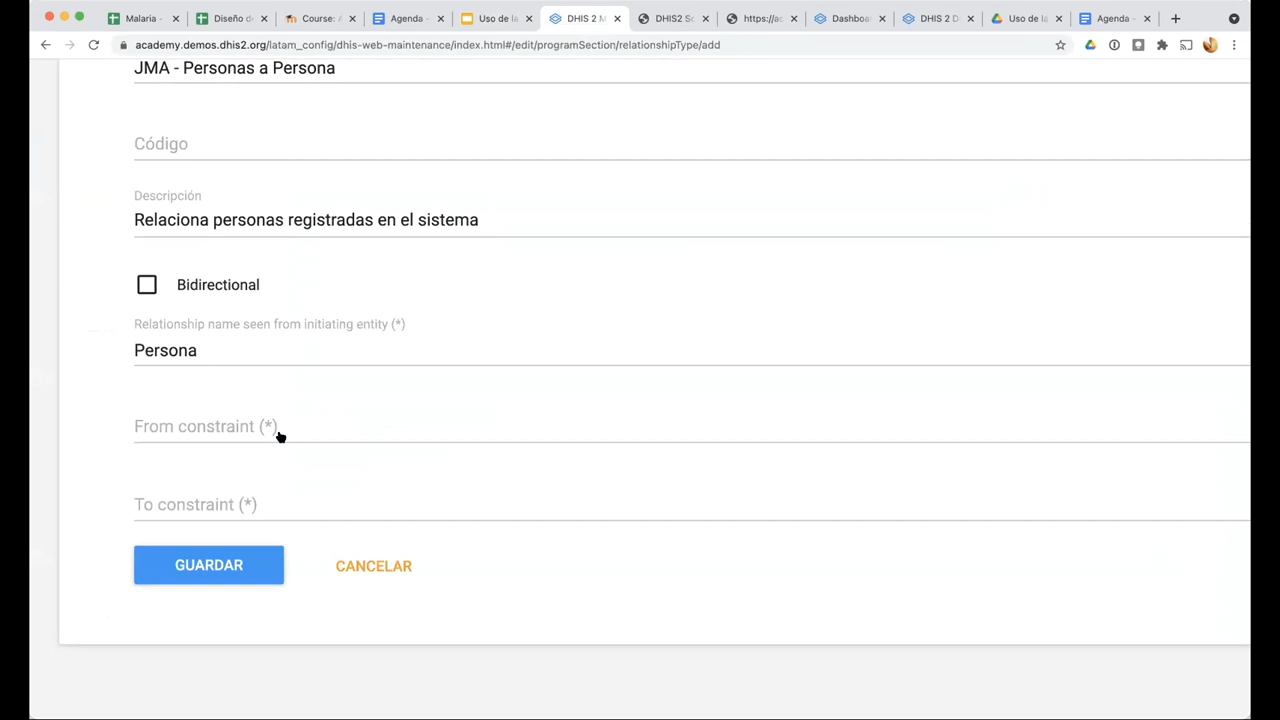 Malaria -
Diseño d
Course: A
Agenda -
Uso de la
DHIS 2 M
DHIS2 Sc
https://ac
Dashboa
DHIS 2 D
Uso de la
Agenda -
academy.demos.dhis2.org/latam_config/dhis-web-maintenance/index.html#/edit/programSection/relationshipType/add
JMA - Personas a Persona
Código
Descripción
Relaciona personas registradas en el sistema
Bidirectional
Relationship name seen from initiating entity (*)
Persona
From constraint (*)
To constraint (*)
GUARDAR
CANCELAR